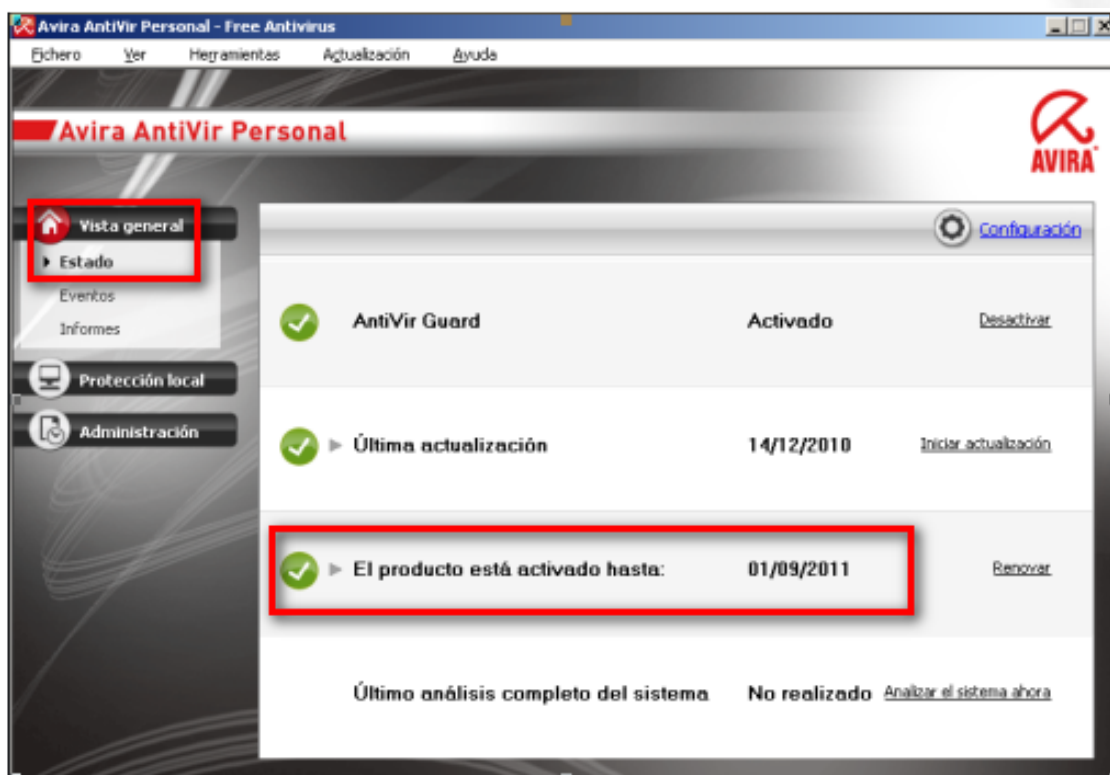 Avira AntiVir Personal - Free Antivirus
Fichero Ver Herramientas Actualización Ayuda
Avira AntiVir Personal
AVIRA
Vista general
Estado
Eventos
Informes
Protección local
Administración
Configuración
AntiVir Guard Activado Desactivar
Última actualización 14/12/2010 Iniciar actualización
El producto está activado hasta: 01/09/2011 Renovar
Último análisis completo del sistema No realizado Analizar el sistema ahora